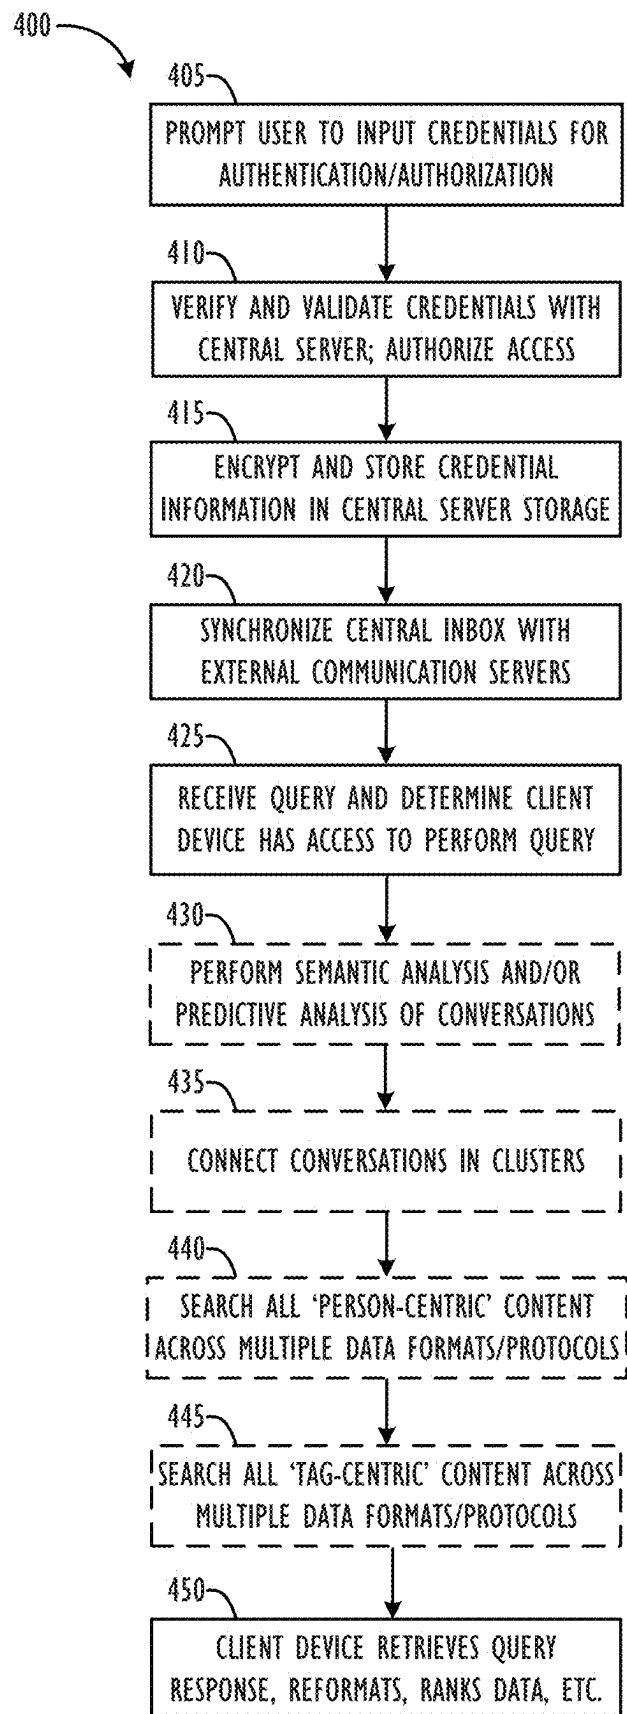 400
405
PROMPT USER TO INPUT CREDENTIALS FOR
AUTHENTICATION/AUTHORIZATION
410
VERIFY AND VALIDATE CREDENTIALS WITH
CENTRAL SERVER; AUTHORIZE ACCESS
415
ENCRYPT AND STORE CREDENTIAL
INFORMATION IN CENTRAL SERVER STORAGE
420
SYNCHRONIZE CENTRAL INBOX WITH
EXTERNAL COMMUNICATION SERVERS
425
RECEIVE QUERY AND DETERMINE CLIENT
DEVICE HAS ACCESS TO PERFORM QUERY
430
PERFORM SEMANTIC ANALYSIS AND/OR
PREDICTIVE ANALYSIS OF CONVERSATIONS
435
CONNECT CONVERSATIONS IN CLUSTERS
440
SEARCH ALL 'PERSON-CENTRIC' CONTENT
ACROSS MULTIPLE DATA FORMATS/PROTOCOLS
445
SEARCH ALL 'TAG-CENTRIC' CONTENT ACROSS
MULTIPLE DATA FORMATS/PROTOCOLS
450
CLIENT DEVICE RETRIEVES QUERY
RESPONSE, REFORMATS, RANKS DATA, ETC.